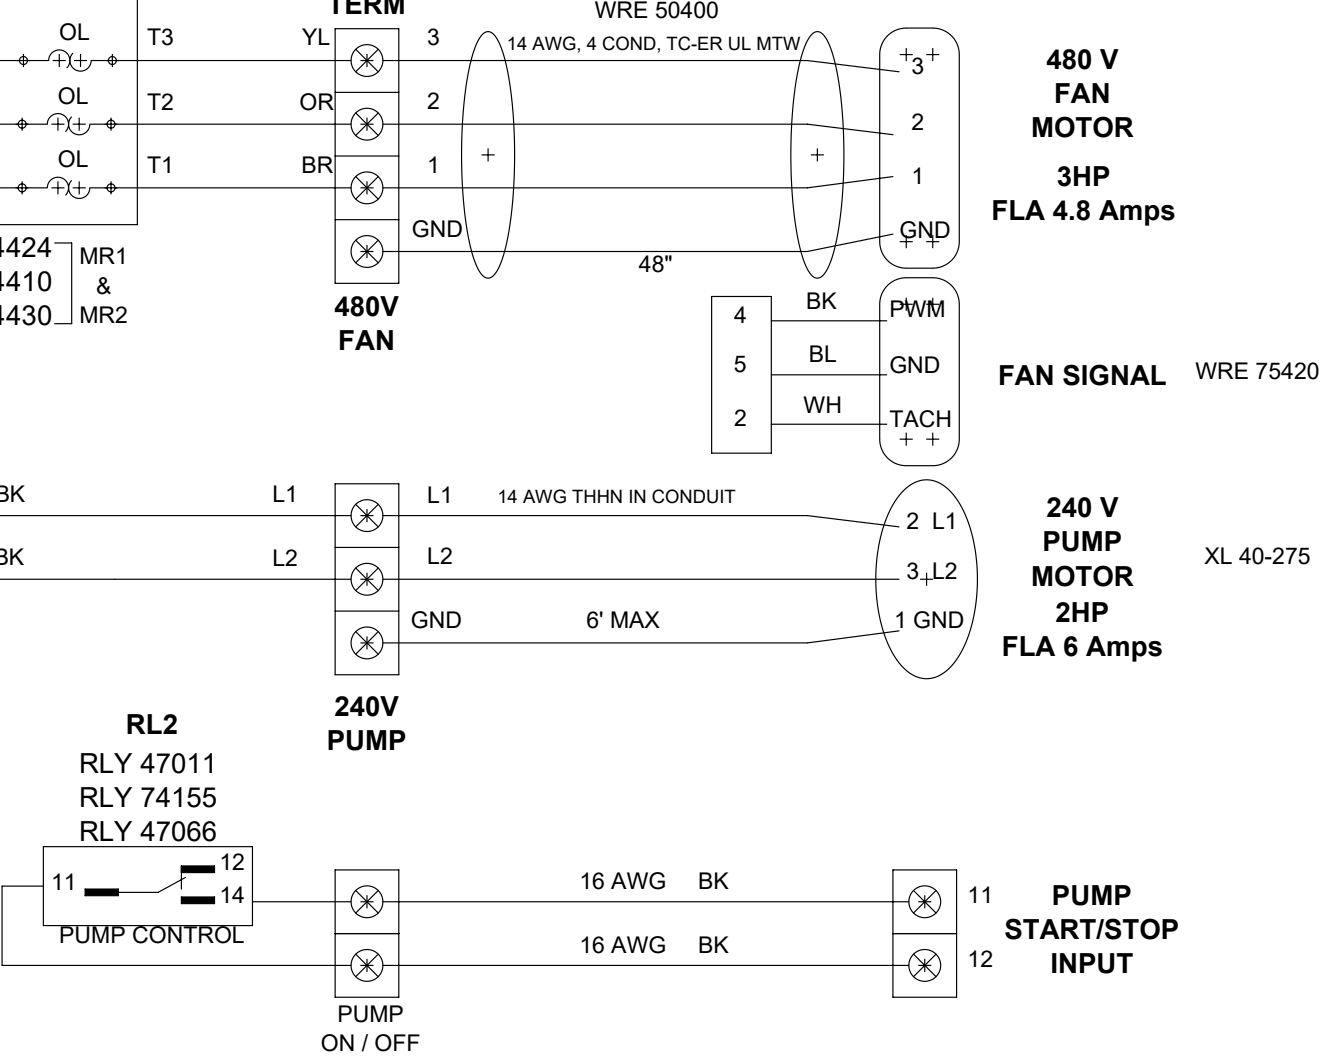 TERM
WRE 50400
OL T3 YL 3 14 AWG, 4 COND, TC-ER UL MTW 3
OL T2 OR 2 2
OL T1 BR 1 1
GND GND
48"
480 V
FAN
MOTOR
3HP
FLA 4.8 Amps
4424 MR1
4410 &
4430 MR2
480V
FAN
4 BK PWM
5 BL GND
2 WH TACH
FAN SIGNAL WRE 75420
BK L1 L1 14 AWG THHN IN CONDUIT 2 L1
BK L2 L2 3 L2
GND 6' MAX 1 GND
240 V
PUMP
MOTOR
2HP
FLA 6 Amps
XL 40-275
240V
PUMP
RL2
RLY 47011
RLY 74155
RLY 47066
11 12
14
PUMP CONTROL
16 AWG BK 11
16 AWG BK 12
PUMP
START/STOP
INPUT
PUMP
ON / OFF